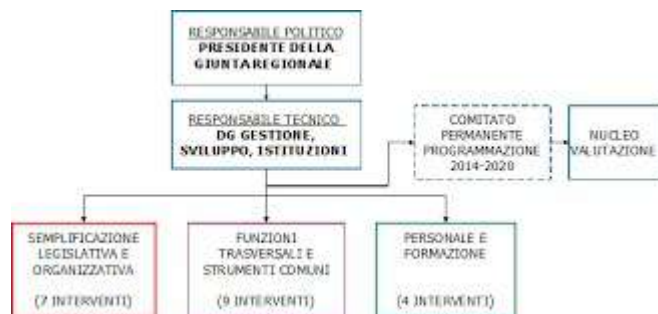 RESPONSABILE POLITICO
PRESIDENTE DELLA
GIUNTA REGIONALE
RESPONSABILE TECNICO
DG GESTIONE,
SVILUPPO, ISTITUZIONI
COMITATO
PERMANENTE
PROGRAMMAZIONE
2014-2020
NUCLEO
VALUTAZIONE
SEMPLIFICAZIONE
LEGISLATIVA E
ORGANIZZATIVA
(7 INTERVENTI)
FUNZIONI
TRASVERSALI E
STRUMENTI COMUNI
(9 INTERVENTI)
PERSONALE E
FORMAZIONE
(4 INTERVENTI)